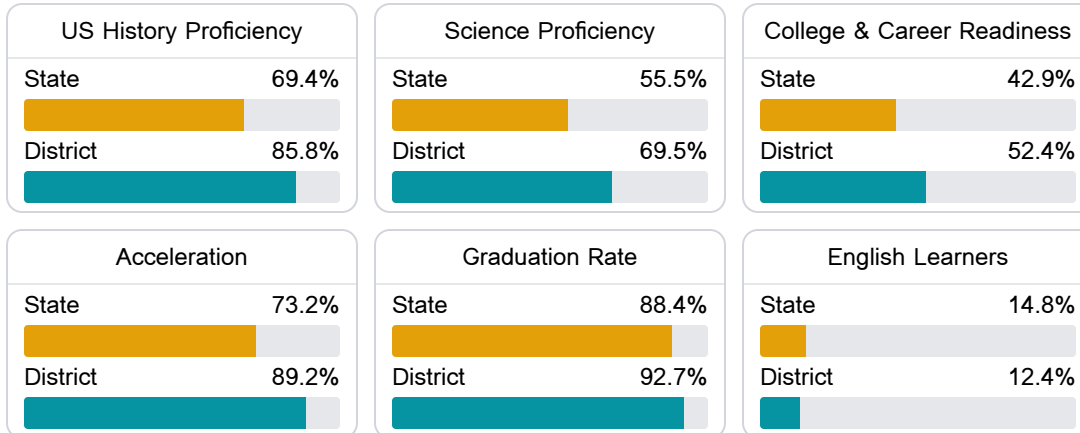 US History Proficiency
State 69.4%
District 85.8%
Science Proficiency
State 55.5%
District 69.5%
College & Career Readiness
State 42.9%
District 52.4%
Acceleration
State 73.2%
District 89.2%
Graduation Rate
State 88.4%
District 92.7%
English Learners
State 14.8%
District 12.4%